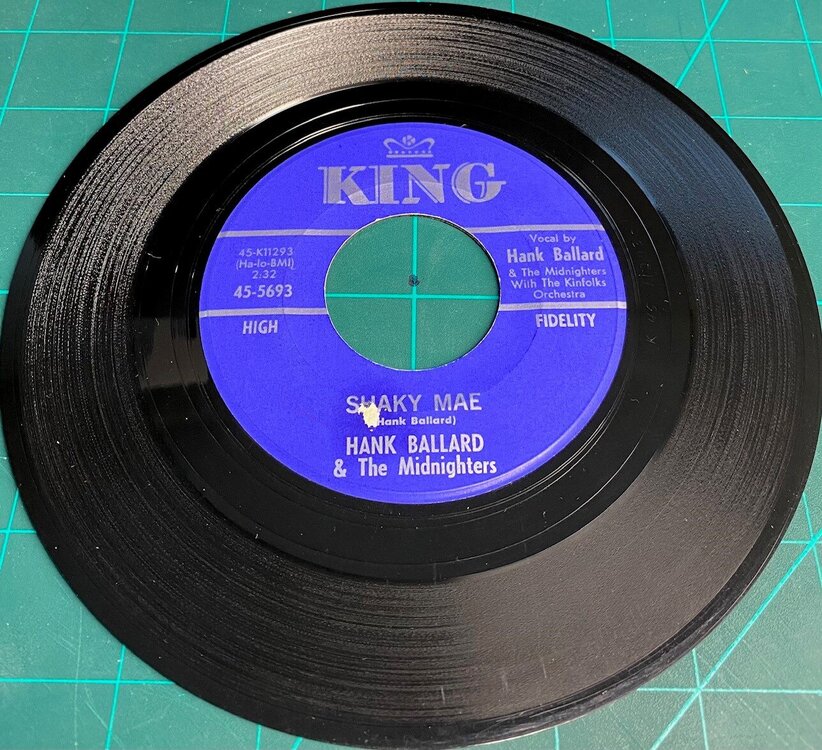 KING
45-K11293
(Ha-lo-BMI)
2:32
45-5693
HIGH
Vocal by
Hank Ballard
& The Midnighters
Wiih The Kinfolks
Orchestra
FIDELITY
SHAKY MAE
(Hank Ballard)
HANK BALLARD
& The Midnighters